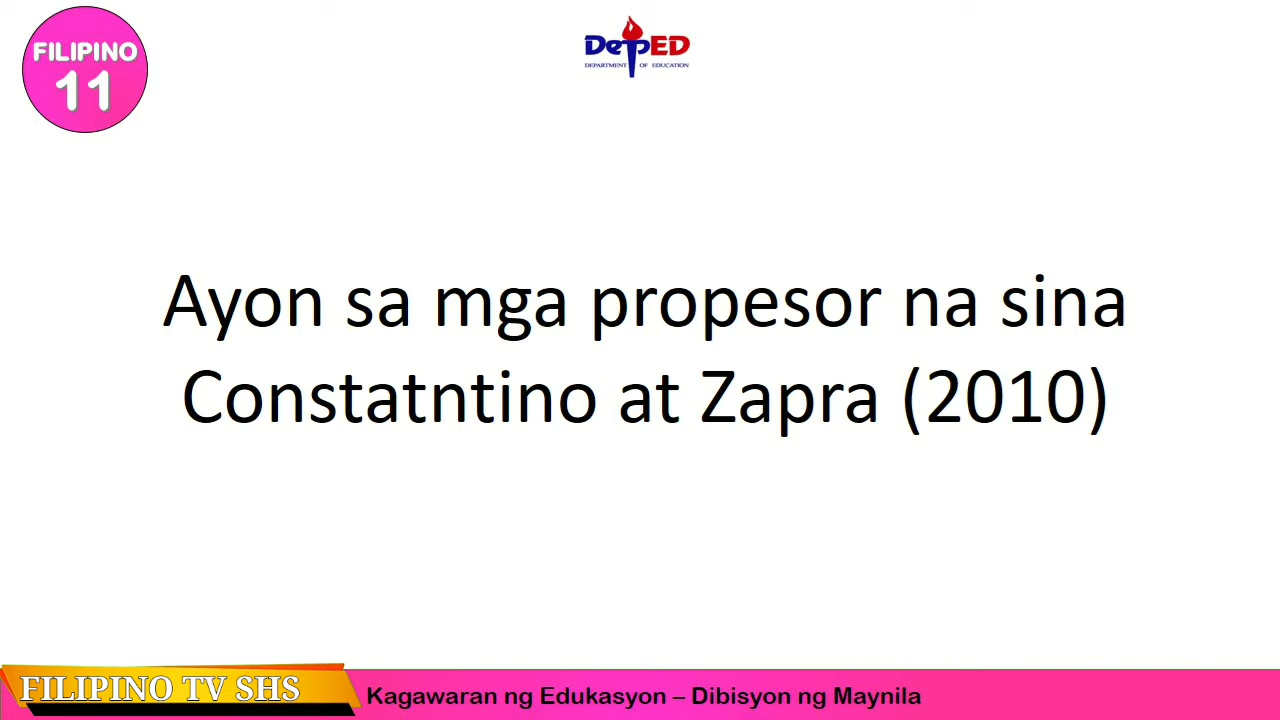 FILIPINO
11
DepED
DEPARTMENT OF EDUCATION
Ayon sa mga propesor na sina
Constatntino at Zapra (2010)
FILIPINO TV SHS
Kagawaran ng Edukasyon – Dibisyon ng Maynila